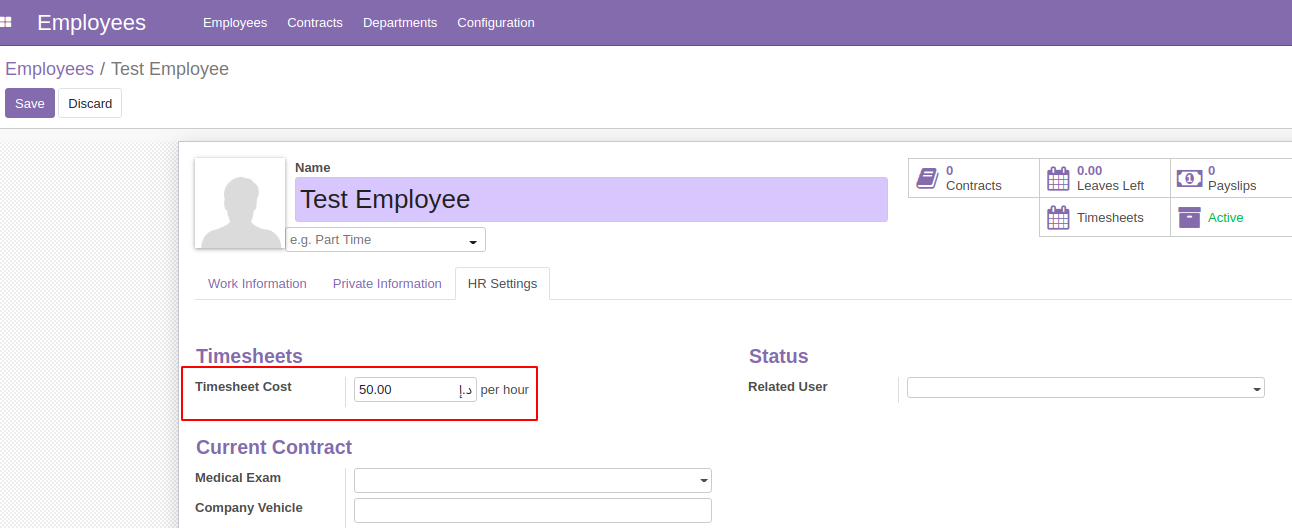 Employees Employees Contracts Departments Configuration
Employees / Test Employee
Save Discard
Name
Test Employee
e.g. Part Time
0 Contracts
0.00 Leaves Left
0 Payslips
Timesheets
Active
1
Work Information Private Information HR Settings
Timesheets
Timesheet Cost 50.00 د.إ per hour
Status
Related User
Current Contract
Medical Exam
Company Vehicle